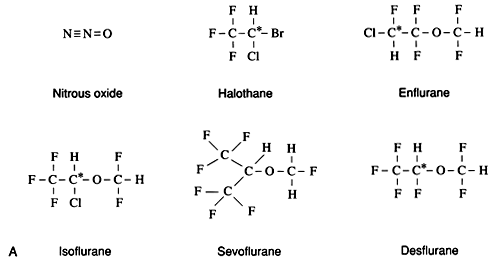 N≡N=O
F H
F-C-C*-Br
F Cl
F F F
Cl-C*-C-O-C-H
H F F
Nitrous oxide
Halothane
Enflurane
F H F
F-C-C*-O-C-H
F Cl F
F F H
F C H
C-O-C-F
F-C H
F F
F H F
F-C-C*-O-C-H
F F F
A
Isoflurane
Sevoflurane
Desflurane